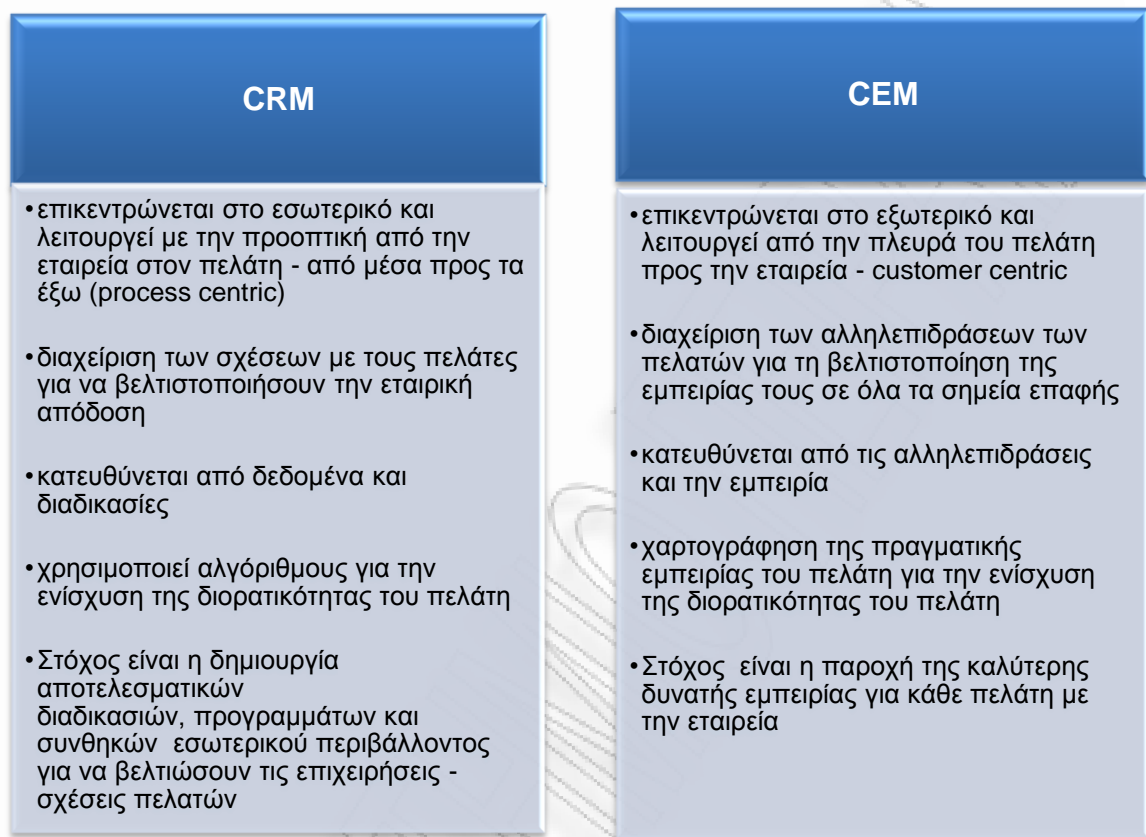 CRM
•επικεντρώνεται στο εσωτερικό και
λειτουργεί με την προοπτική από την
εταιρεία στον πελάτη - από μέσα προς τα
έξω (process centric)
•διαχείριση των σχέσεων με τους πελάτες
για να βελτιστοποιήσουν την εταιρική
απόδοση
•κατευθύνεται από δεδομένα και
διαδικασίες
•χρησιμοποιεί αλγόριθμους για την
ενίσχυση της διορατικότητας του πελάτη
•Στόχος είναι η δημιουργία
αποτελεσματικών
διαδικασιών, προγραμμάτων και
συνθηκών εσωτερικού περιβάλλοντος
για να βελτιώσουν τις επιχειρήσεις -
σχέσεις πελατών
CEM
•επικεντρώνεται στο εξωτερικό και
λειτουργεί από την πλευρά του πελάτη
προς την εταιρεία - customer centric
•διαχείριση των αλληλεπιδράσεων των
πελατών για τη βελτιστοποίηση της
εμπειρίας τους σε όλα τα σημεία επαφής
•κατευθύνεται από τις αλληλεπιδράσεις
και την εμπειρία
•χαρτογράφηση της πραγματικής
εμπειρίας του πελάτη για την ενίσχυση
της διορατικότητας του πελάτη
•Στόχος είναι η παροχή της καλύτερης
δυνατής εμπειρίας για κάθε πελάτη με
την εταιρεία